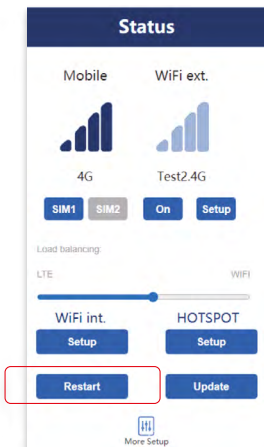 Status
Mobile WiFi ext.
4G Test2.4G
SIM1 SIM2 On Setup
Load balancing:
LTE WIFI
WiFi int. HOTSPOT
Setup Setup
Restart Update
More Setup